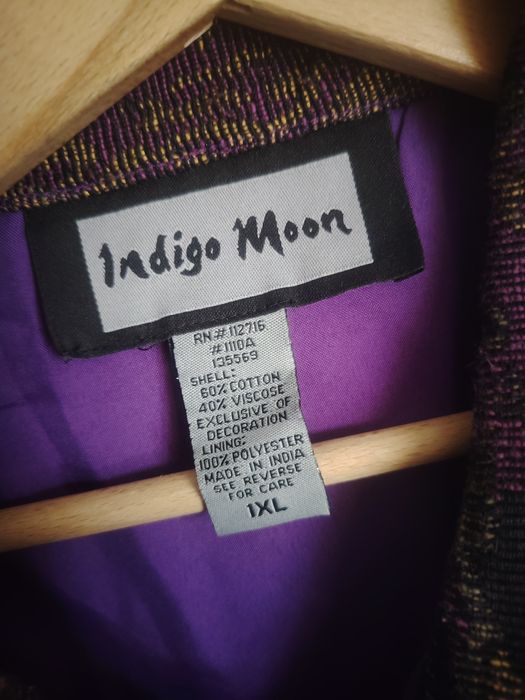 Indigo Moon
RN#112716
#1110A
135569
SHELL:
60% COTTON
40% VISCOSE
EXCLUSIVE OF
DECORATION
LINING:
100% POLYESTER
MADE IN INDIA
SEE REVERSE
FOR CARE
1XL